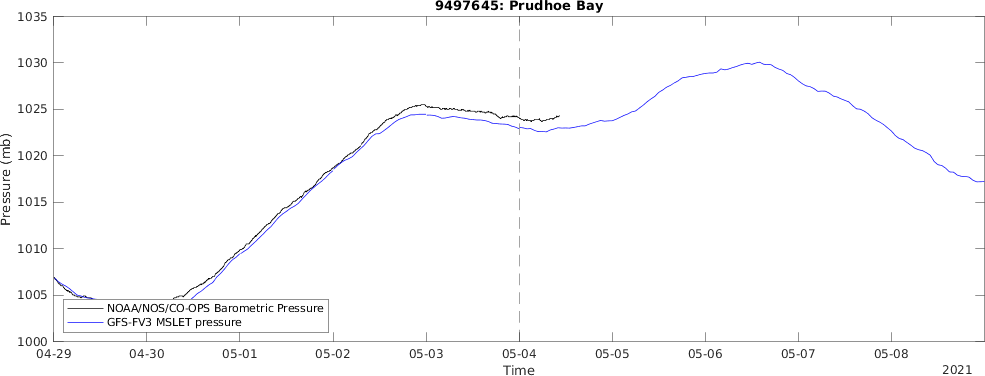 9497645: Prudhoe Bay
1035
1030
1025
1020
1015
1010
1005
1000
Pressure (mb)
NOAA/NOS/CO-OPS Barometric Pressure
GFS-FV3 MSLET pressure
04-29 04-30 05-01 05-02 05-03 05-04 05-05 05-06 05-07 05-08
Time
2021